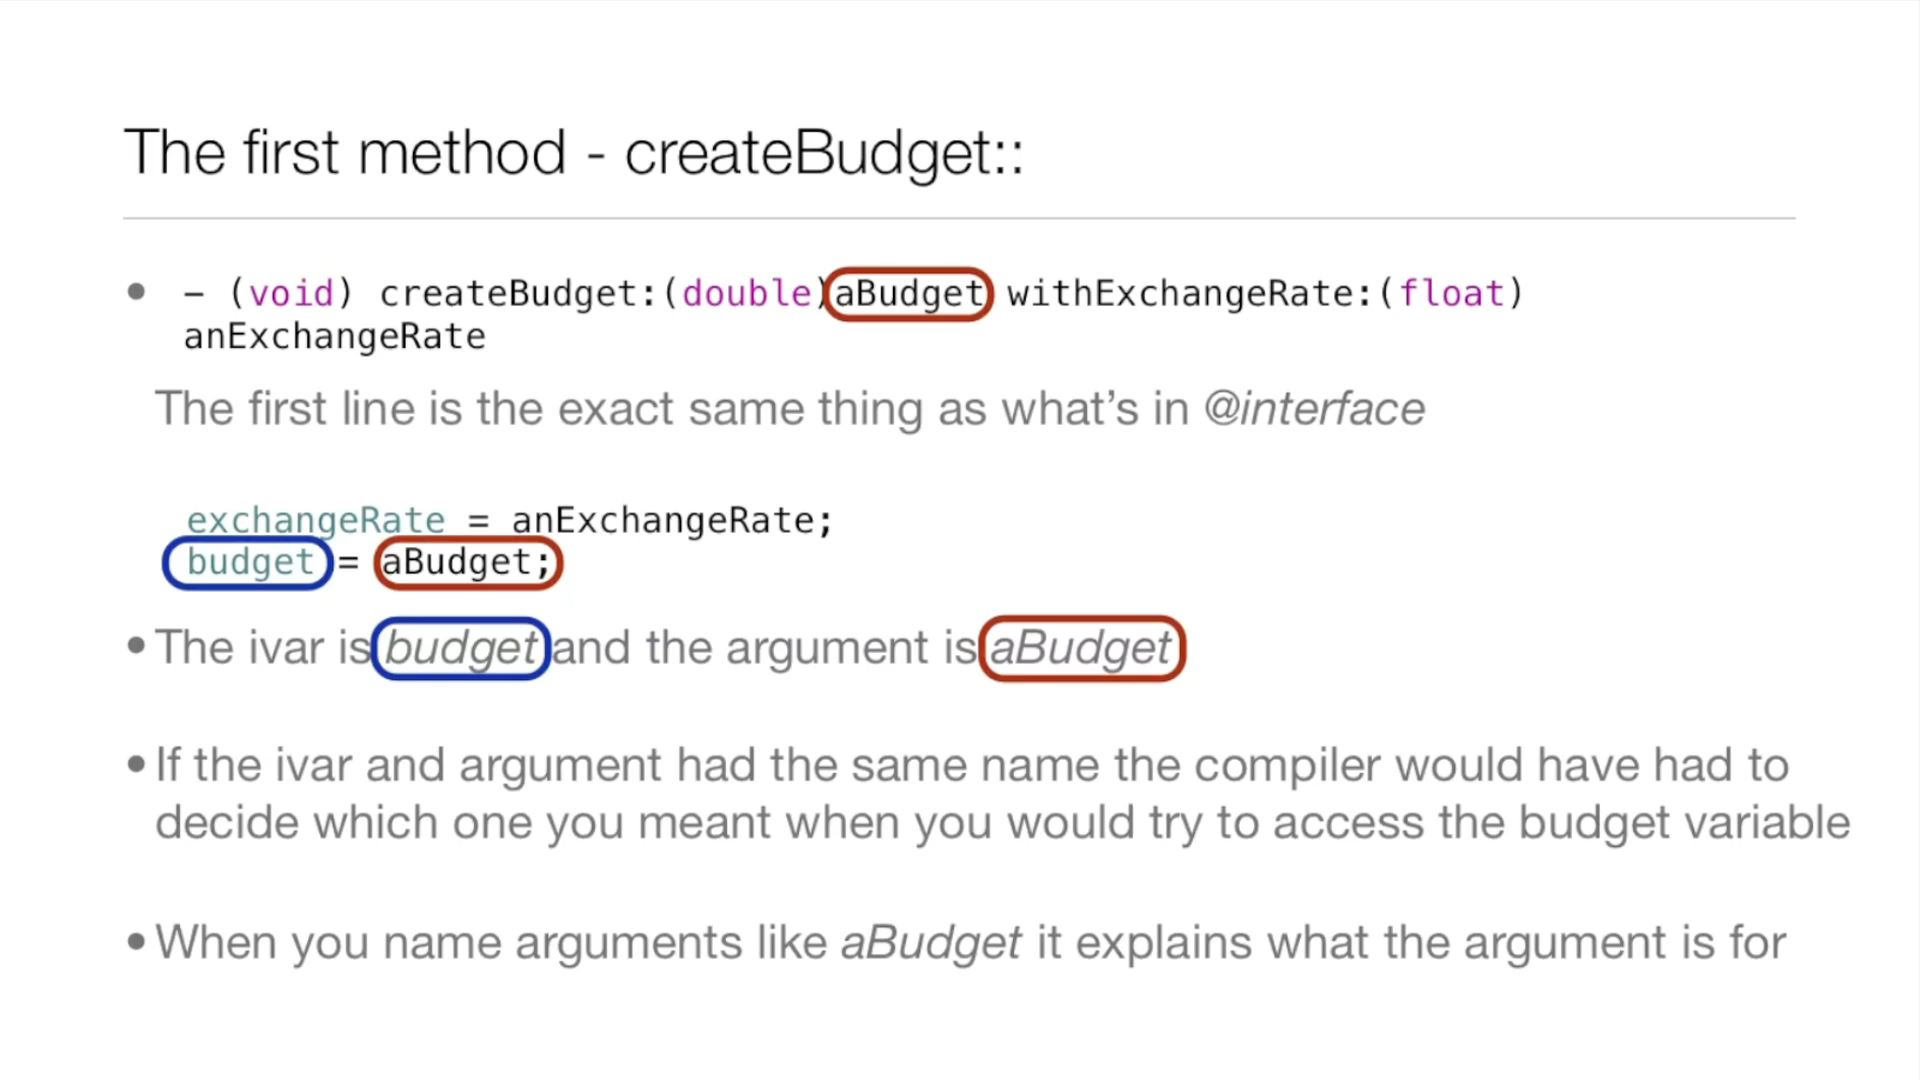 The first method - createBudget::
• – (void) createBudget:(double)aBudget withExchangeRate:(float)
anExchangeRate
The first line is the exact same thing as what’s in @interface
exchangeRate = anExchangeRate;
budget = aBudget;
• The ivar is budget and the argument is aBudget
• If the ivar and argument had the same name the compiler would have had to
decide which one you meant when you would try to access the budget variable
• When you name arguments like aBudget it explains what the argument is for